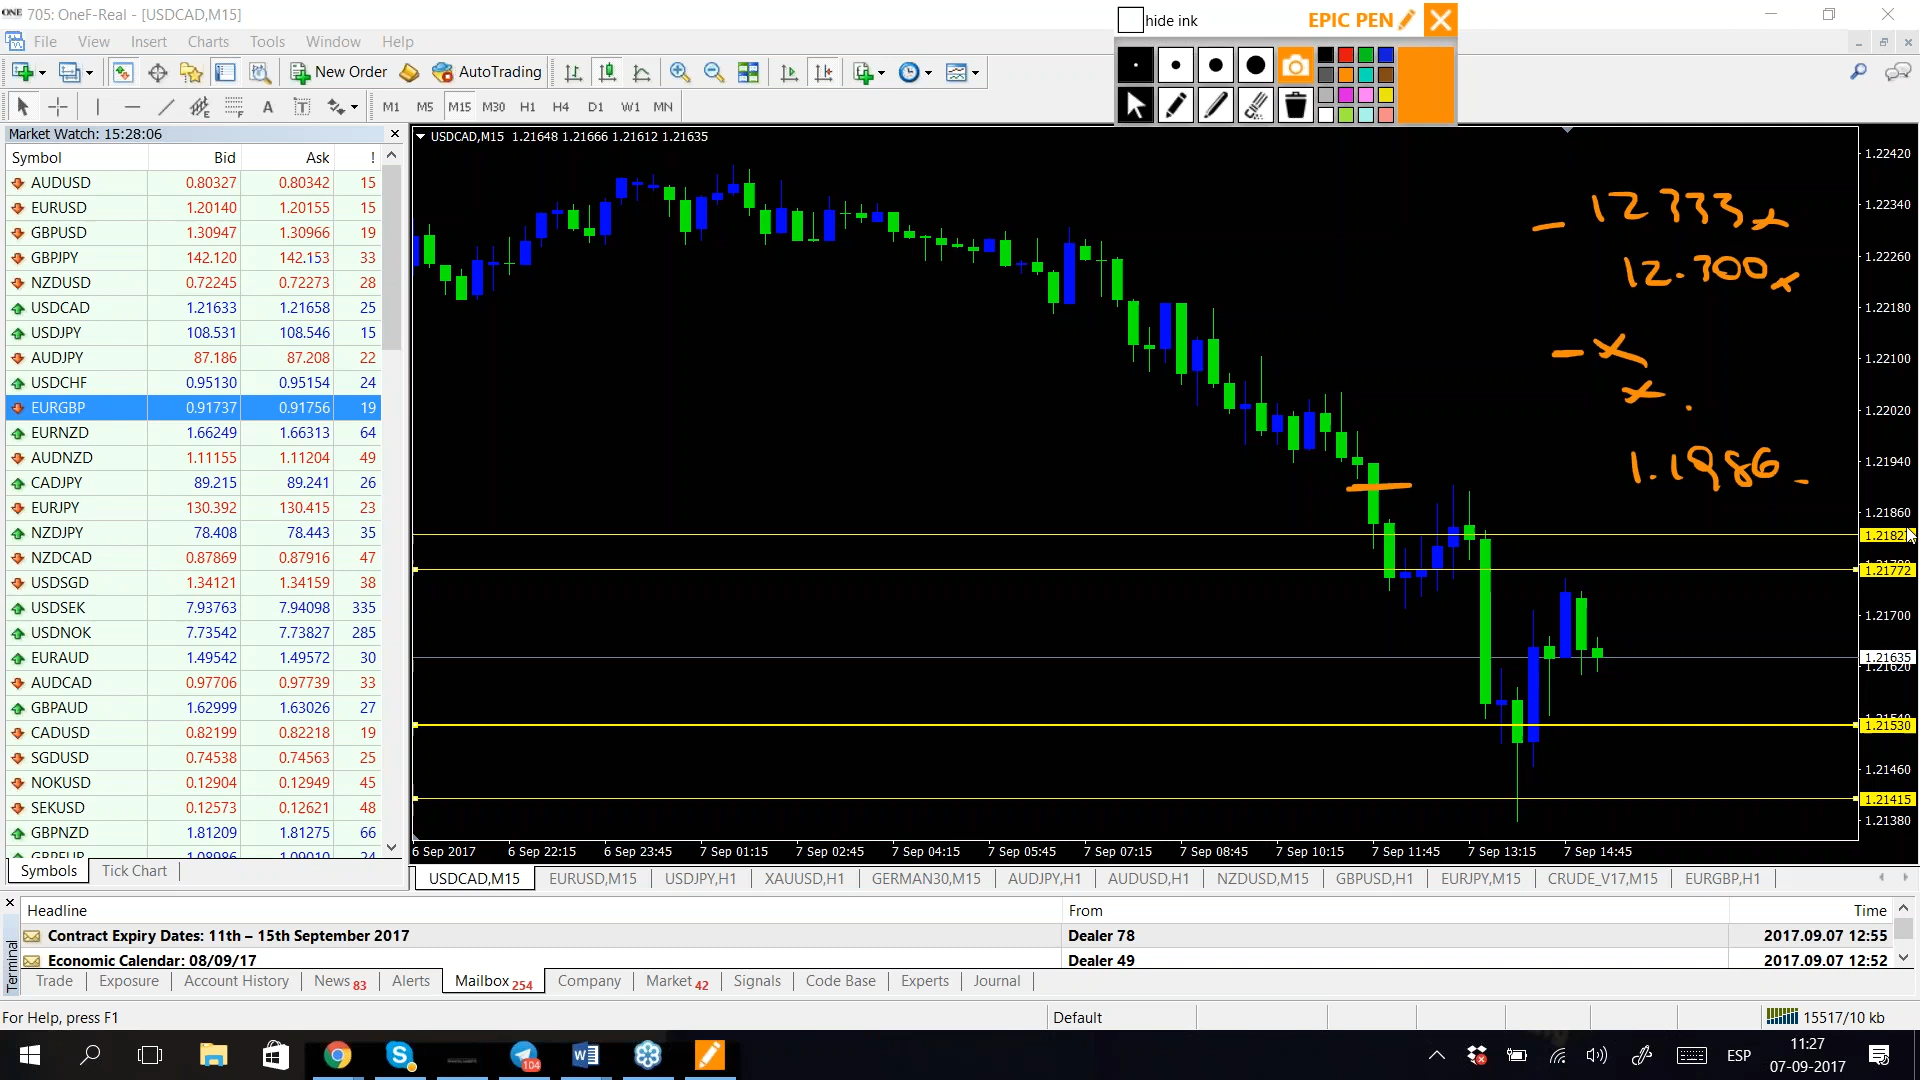 ONE 705: OneF-Real - [USDCAD,M15]
File View Insert Charts Tools Window Help
hide ink EPIC PEN
New Order AutoTrading
M1 M5 M15 M30 H1 H4 D1 W1 MN
Market Watch: 15:28:06
Symbol Bid Ask !
AUDUSD 0.80327 0.80342 15
EURUSD 1.20140 1.20155 15
GBPUSD 1.30947 1.30966 19
GBPJPY 142.120 142.153 33
NZDUSD 0.72245 0.72273 28
USDCAD 1.21633 1.21658 25
USDJPY 108.531 108.546 15
AUDJPY 87.186 87.208 22
USDCHF 0.95130 0.95154 24
EURGBP 0.91737 0.91756 19
EURNZD 1.66249 1.66313 64
AUDNZD 1.11155 1.11204 49
CADJPY 89.215 89.241 26
EURJPY 130.392 130.415 23
NZDJPY 78.408 78.443 35
NZDCAD 0.87869 0.87916 47
USDSGD 1.34121 1.34159 38
USDSEK 7.93763 7.94098 335
USDNOK 7.73542 7.73827 285
EURAUD 1.49542 1.49572 30
AUDCAD 0.97706 0.97739 33
GBPAUD 1.62999 1.63026 27
CADUSD 0.82199 0.82218 19
SGDUSD 0.74538 0.74563 25
NOKUSD 0.12904 0.12949 45
SEKUSD 0.12573 0.12621 48
GBPNZD 1.81209 1.81275 66
Symbols Tick Chart
USDCAD,M15 1.21648 1.21666 1.21612 1.21635
- 12333 x
12.300 x
- x
x .
1.1986 -
1.22420
1.22340
1.22260
1.22180
1.22100
1.22020
1.21940
1.21860
1.2182
1.21772
1.21700
1.21635
1.21620
1.21530
1.21460
1.21415
1.21380
6 Sep 2017 6 Sep 22:15 6 Sep 23:45 7 Sep 01:15 7 Sep 02:45 7 Sep 04:15 7 Sep 05:45 7 Sep 07:15 7 Sep 08:45 7 Sep 10:15 7 Sep 11:45 7 Sep 13:15 7 Sep 14:45
USDCAD,M15 EURUSD,M15 USDJPY,H1 XAUUSD,H1 GERMAN30,M15 AUDJPY,H1 AUDUSD,H1 NZDUSD,M15 GBPUSD,H1 EURJPY,M15 CRUDE_V17,M15 EURGBP,H1
Terminal
Headline From Time
Contract Expiry Dates: 11th – 15th September 2017 Dealer 78 2017.09.07 12:55
Economic Calendar: 08/09/17 Dealer 49 2017.09.07 12:52
Trade Exposure Account History News 83 Alerts Mailbox 254 Company Market 42 Signals Code Base Experts Journal
For Help, press F1 Default 15517/10 kb
104
ESP
11:27
07-09-2017